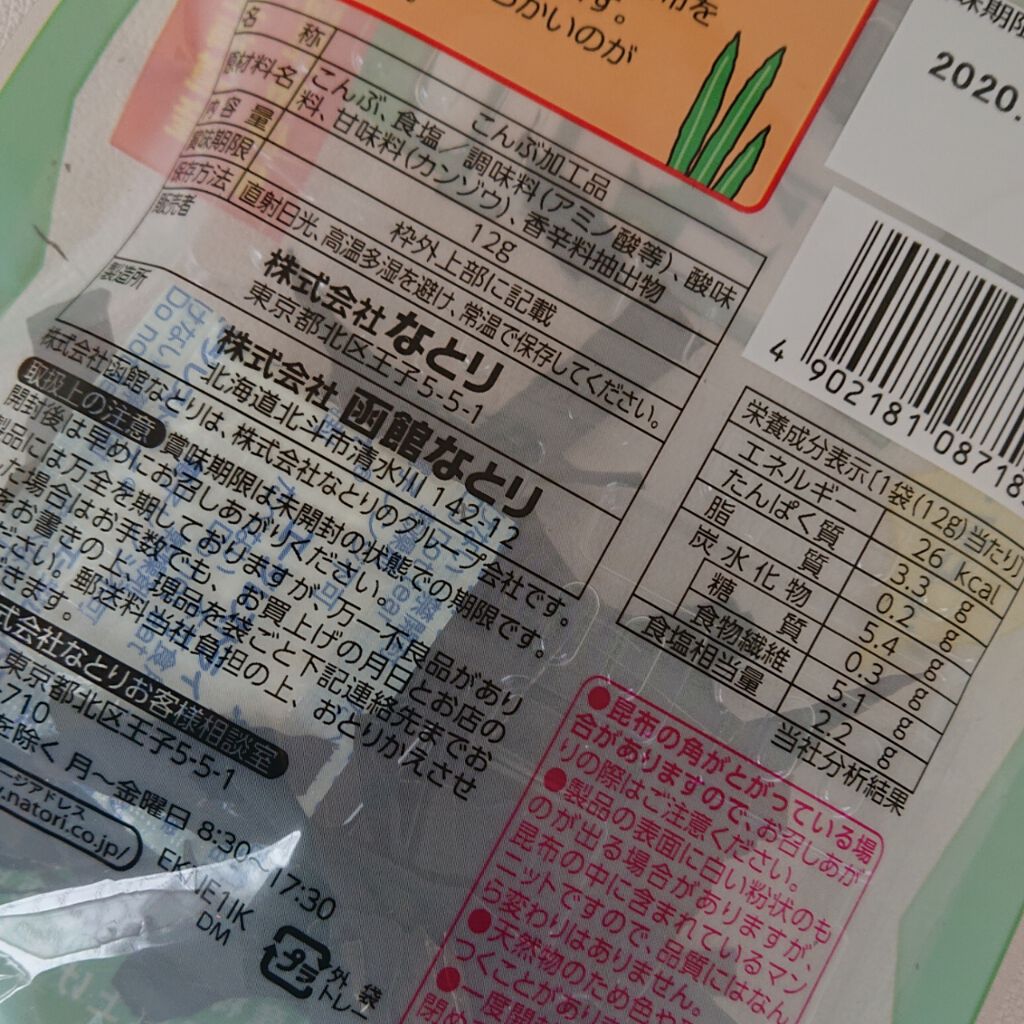 かいのが
名 称 こんぶ加工品
原材料名 こんぶ、食塩／調味料(アミノ酸等)、酸味
料、甘味料(カンゾウ)、香辛料抽出物
内容量 12g
賞味期限 枠外上部に記載
保存方法 直射日光、高温多湿を避け、常温で保存してください。
販売者 株式会社なとり
東京都北区王子5-5-1
製造所 株式会社 函館なとり
北海道北斗市清水川 142-12
株式会社函館なとりは、株式会社なとりのグループ会社です。
取扱上の注意 賞味期限は未開封の状態での期限です。
開封後は早めにお召しあがりください。
製品には万全を期しておりますが、万一不良品があり
った場合はお手数でも、お買上げの月日とお店の
お書きの上、現品を袋ごと下記連絡先までお
ださい。郵送料当社負担の上、おとりかえさせ
きます。
式会社なとりお客様相談室
東京都北区王子5-5-1
710
を除く 月～金曜日 8:30～17:30
ージアドレス
.natori.co.jp/
EKNE1IK
DM
プラ
外 袋
トレー
味期限
2020.
4 902181 08718
栄養成分表示(1袋(12g)当たり)
エネルギー 26 kcal
たんぱく質 3.3 g
脂 質 0.2 g
炭水化物 5.4 g
糖 質 0.3 g
食物繊維 5.1 g
食塩相当量 2.2 g
当社分析結果
●昆布の角がとがっている場
合がありますので、お召しあが
りの際はご注意ください。
●製品の表面に白い粉状のも
のが出る場合がありますが、
昆布の中に含まれているマン
ニットですので、品質にはなん
ら変わりはありません。
●天然物のため色や
つくことがあり
●一度開
閉め